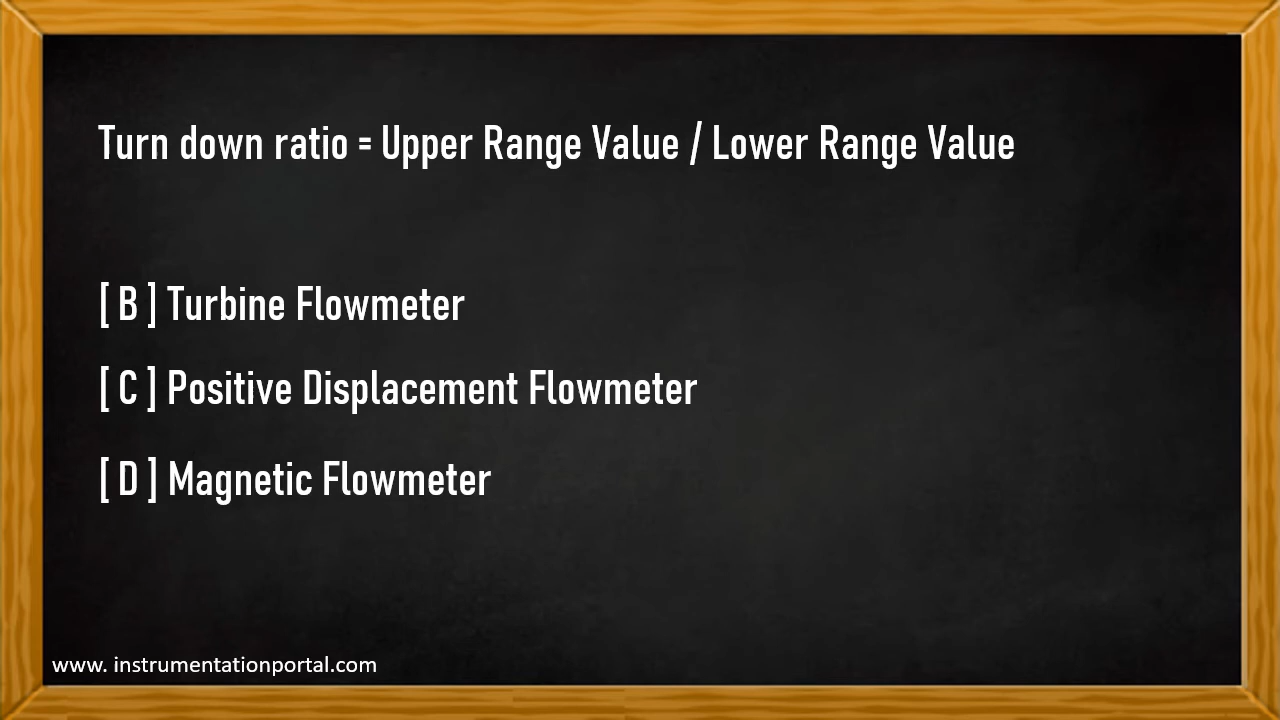 Turn down ratio = Upper Range Value / Lower Range Value
[ B ] Turbine Flowmeter
[ C ] Positive Displacement Flowmeter
[ D ] Magnetic Flowmeter
www. instrumentationportal.com